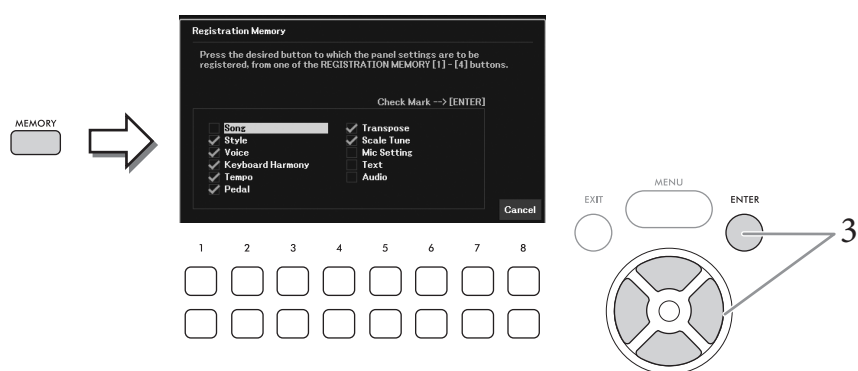 Registration Memory
Press the desired button to which the panel settings are to be
registered, from one of the REGISTRATION MEMORY [1] - [4] buttons.
Check Mark --> [ENTER]
MEMORY
Song
Style
Voice
Keyboard Harmony
Tempo
Pedal
Transpose
Scale Tune
Mic Setting
Text
Audio
Cancel
EXIT
MENU
ENTER
3
1 2 3 4 5 6 7 8